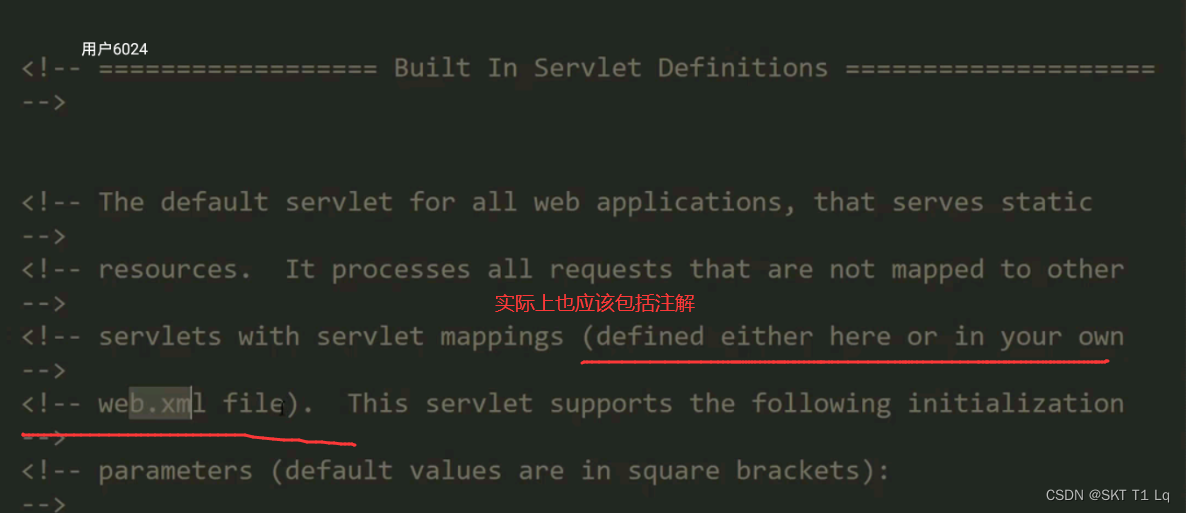 用户6024
<!-- ================== Built In Servlet Definitions ====================
-->
<!-- The default servlet for all web applications, that serves static
-->
<!-- resources.  It processes all requests that are not mapped to other
-->
实际上也应该包括注解
<!-- servlets with servlet mappings (defined either here or in your own
-->
<!-- web.xml file).  This servlet supports the following initialization
-->
<!-- parameters (default values are in square brackets):
-->
CSDN @SKT T1 Lq